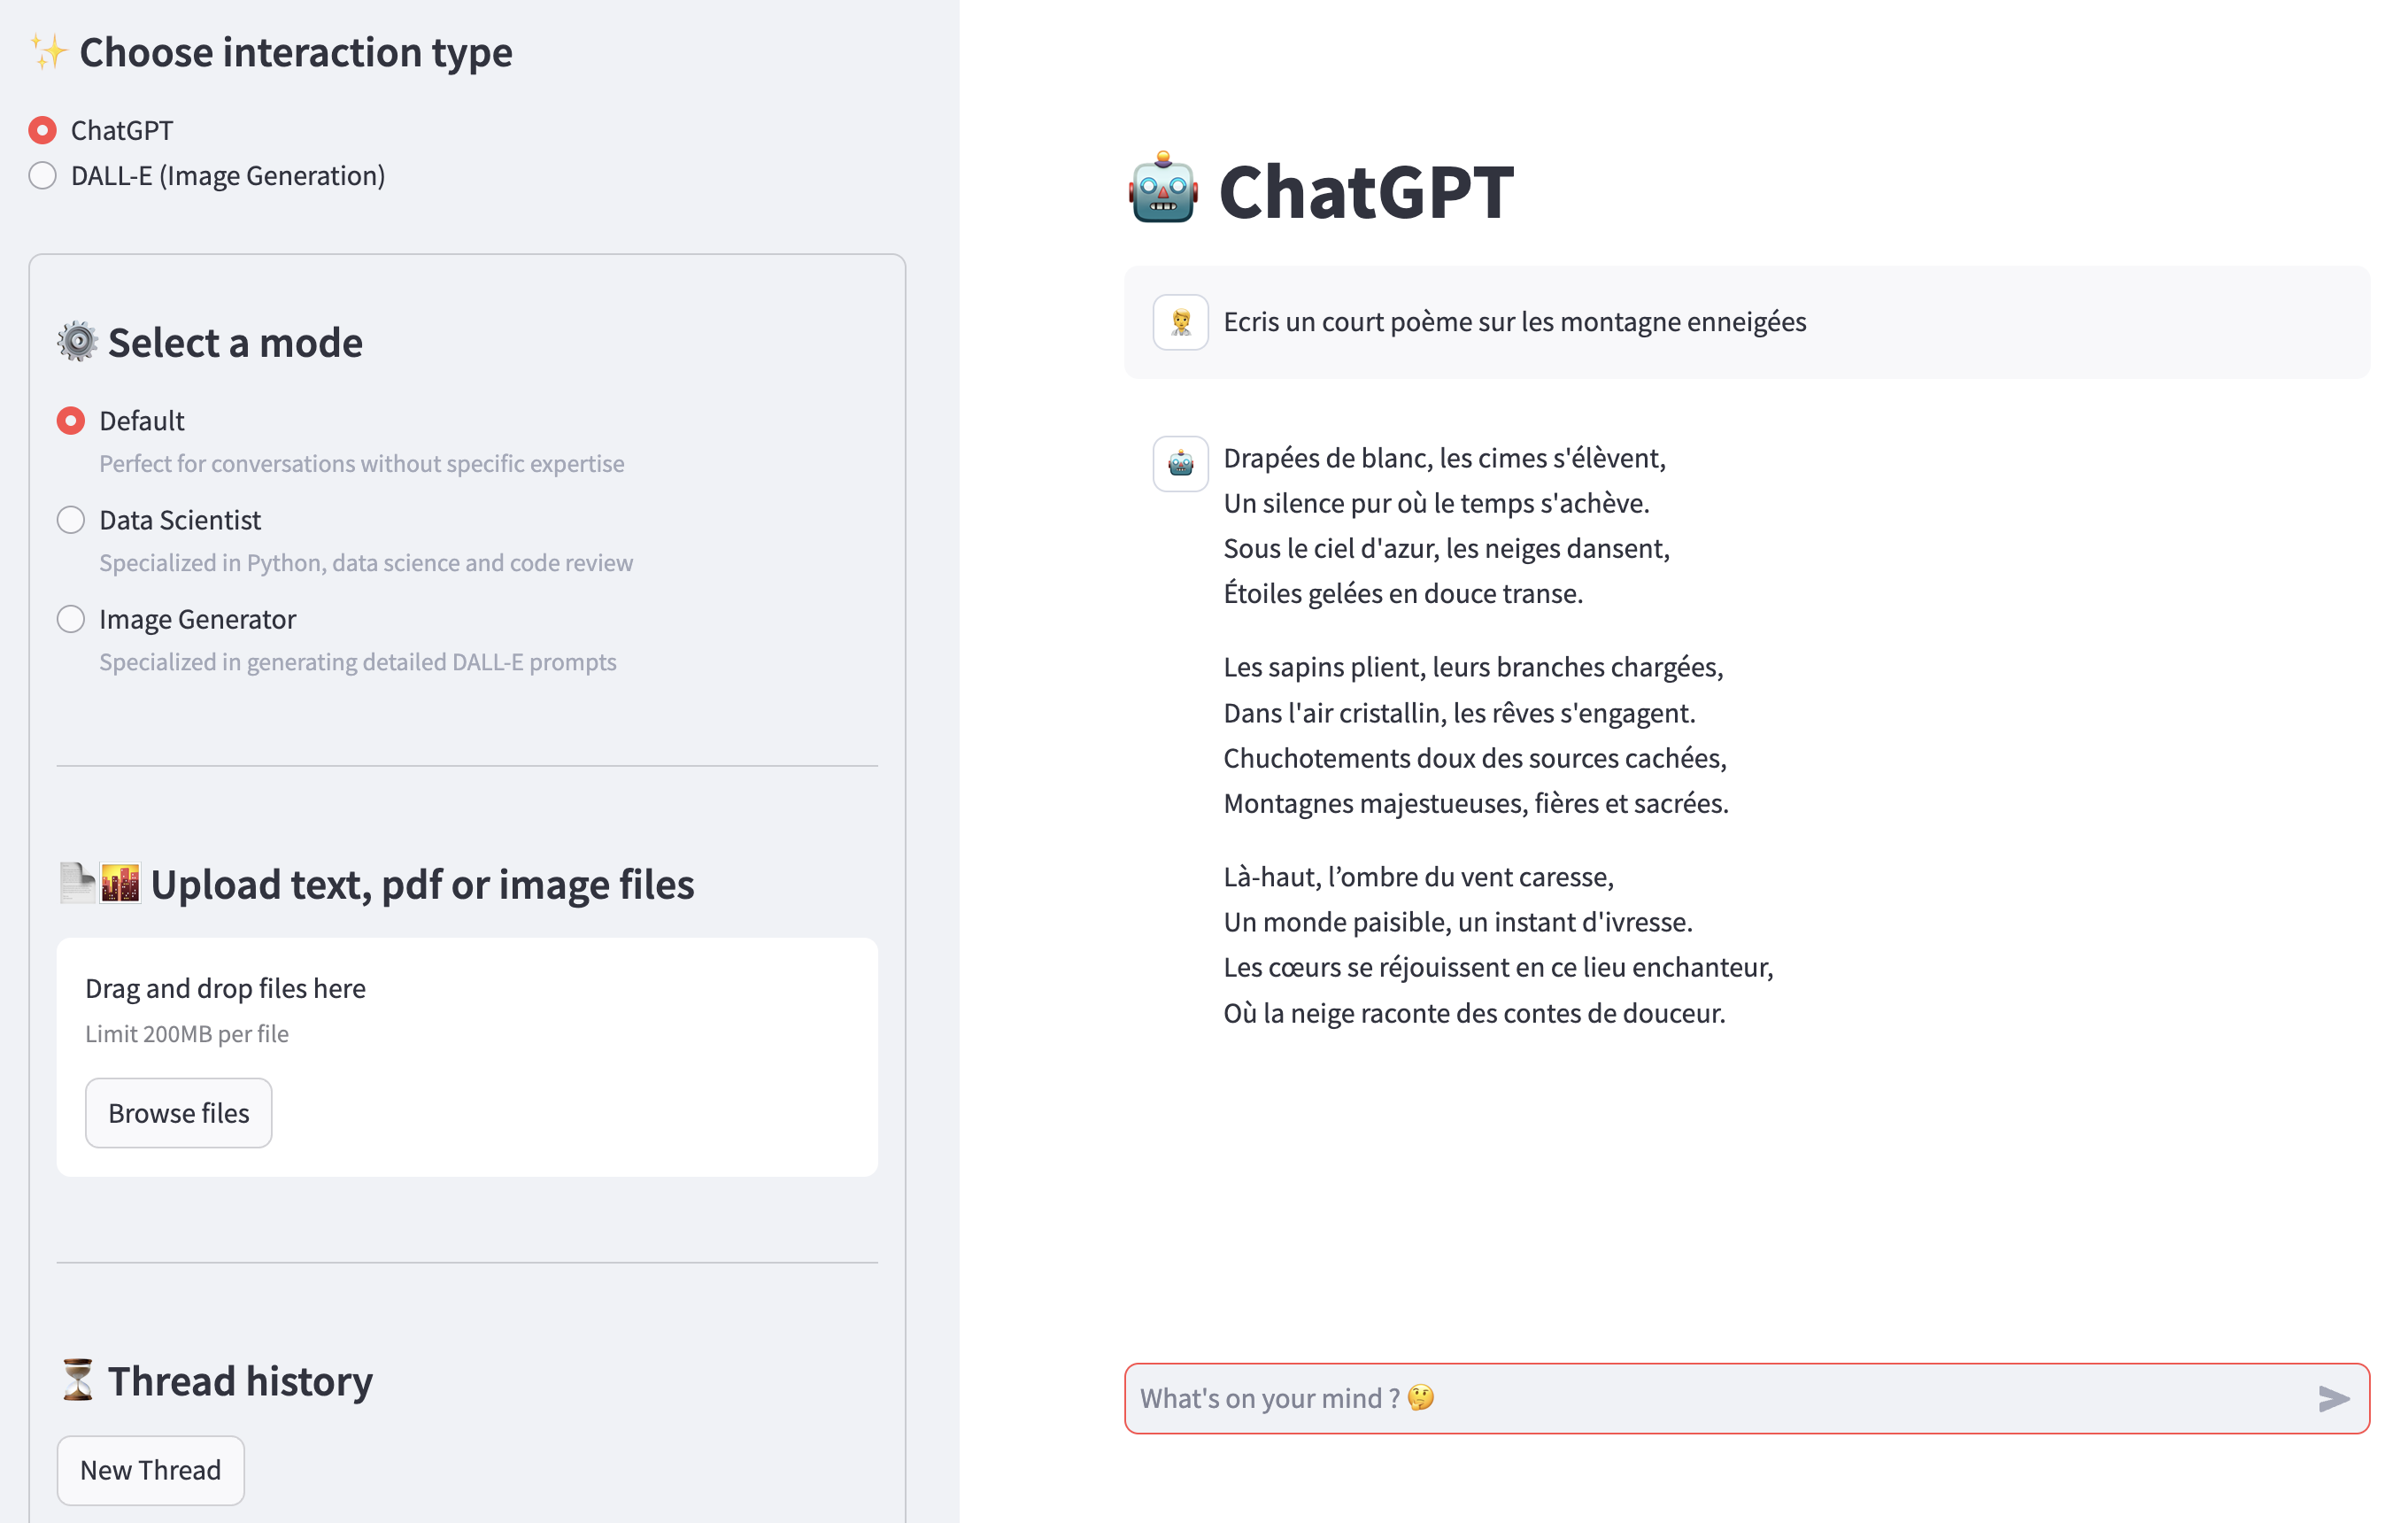 Choose interaction type
ChatGPT
DALL-E (Image Generation)
Select a mode
Default
Perfect for conversations without specific expertise
Data Scientist
Specialized in Python, data science and code review
Image Generator
Specialized in generating detailed DALL-E prompts
Upload text, pdf or image files
Drag and drop files here
Limit 200MB per file
Browse files
Thread history
New Thread
ChatGPT
Ecris un court poème sur les montagne enneigées
Drapées de blanc, les cimes s'élèvent,
Un silence pur où le temps s'achève.
Sous le ciel d'azur, les neiges dansent,
Étoiles gelées en douce transe.
Les sapins plient, leurs branches chargées,
Dans l'air cristallin, les rêves s'engagent.
Chuchotements doux des sources cachées,
Montagnes majestueuses, fières et sacrées.
Là-haut, l’ombre du vent caresse,
Un monde paisible, un instant d'ivresse.
Les cœurs se réjouissent en ce lieu enchanteur,
Où la neige raconte des contes de douceur.
What's on your mind ? 🤔